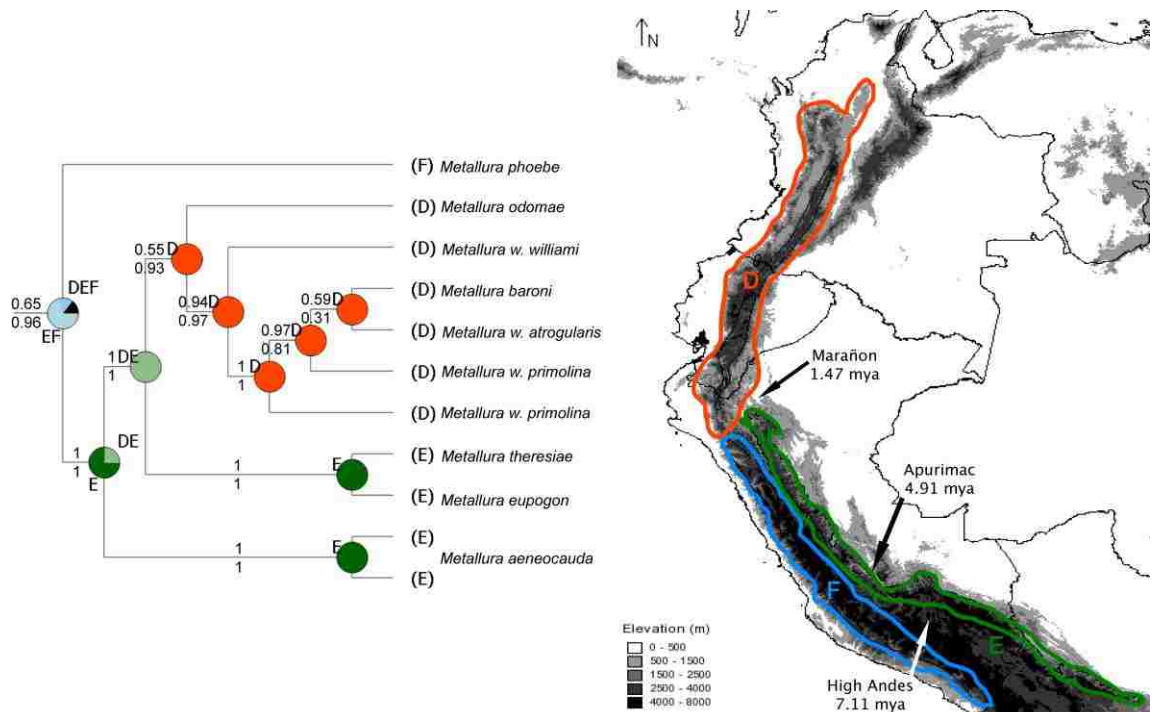 (F) Metallura phoebe
(D) Metallura odomae
0.55 D
0.93
(D) Metallura w. williami
0.94 D
0.97
(D) Metallura baroni
0.59 D
0.31
(D) Metallura w. atrogularis
0.97 D
0.81
(D) Metallura w. primolina
1 D
1
(D) Metallura w. primolina
DEF
0.65
0.96
EF
1 DE
1
DE
1
1
E
(E) Metallura theresiae
E
1
1
(E) Metallura eupogon
(E)
Metallura aeneocauda
E
1
1
(E)
N
D
Marañon
1.47 mya
Apurimac
4.91 mya
F
E
High Andes
7.11 mya
Elevation (m)
0 - 500
500 - 1500
1500 - 2500
2500 - 4000
4000 - 8000